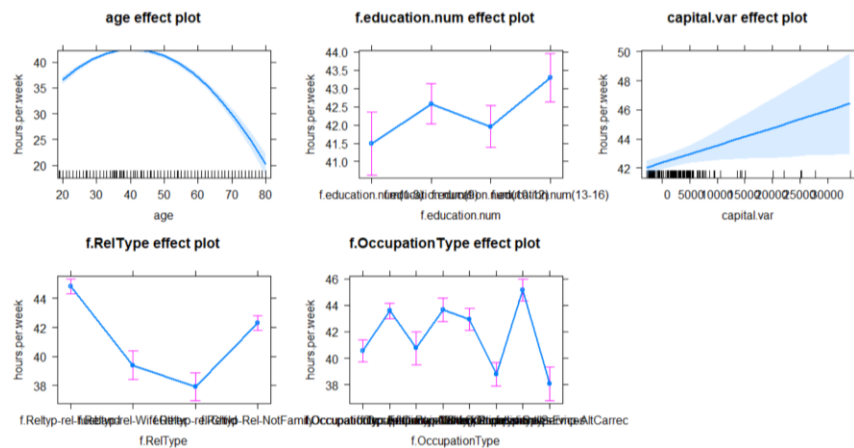 age effect plot
hours.per.week
40
35
30
25
20
20 30 40 50 60 70 80
age
f.education.num effect plot
hours.per.week
44.0
43.5
43.0
42.5
42.0
41.5
41.0
f.education.num
capital.var effect plot
hours.per.week
50
48
46
44
42
0 5000 10000 15000 20000 25000 30000
capital.var
f.RelType effect plot
hours.per.week
44
42
40
38
f.RelType
f.OccupationType effect plot
hours.per.week
46
44
42
40
38
f.OccupationType